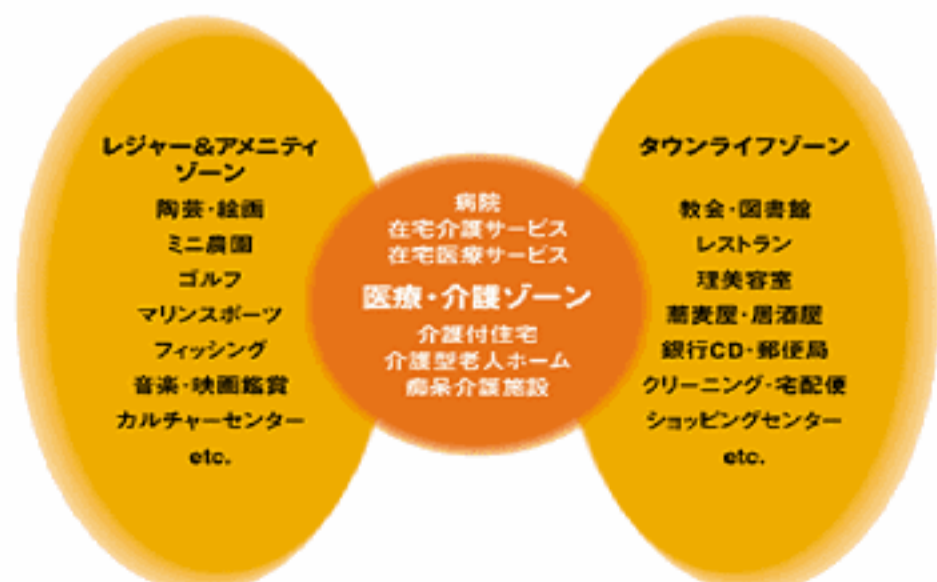 レジャー&アメニティ
ゾーン
陶芸・絵画
ミニ農園
ゴルフ
マリンスポーツ
フィッシング
音楽・映画鑑賞
カルチャーセンター
etc.
病院
在宅介護サービス
在宅医療サービス
医療・介護ゾーン
介護付住宅
介護型老人ホーム
痴呆介護施設
タウンライフゾーン
教会・図書館
レストラン
理美容室
蕎麦屋・居酒屋
銀行CD・郵便局
クリーニング・宅配便
ショッピングセンター
etc.